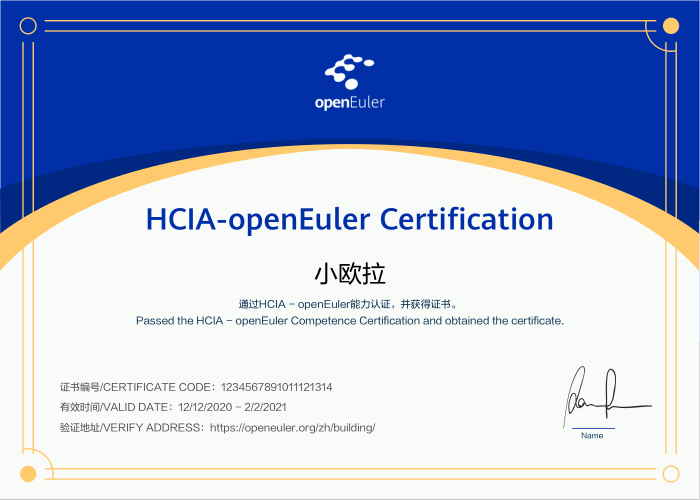 openEuler
HCIA-openEuler Certification
小欧拉
通过HCIA - openEuler能力认证，并获得证书。
Passed the HCIA - openEuler Competence Certification and obtained the certificate.
证书编号/CERTIFICATE CODE：1234567891011121314
有效时间/VALID DATE：12/12/2020 - 2/2/2021
验证地址/VERIFY ADDRESS：https://openeuler.org/zh/building/
Name